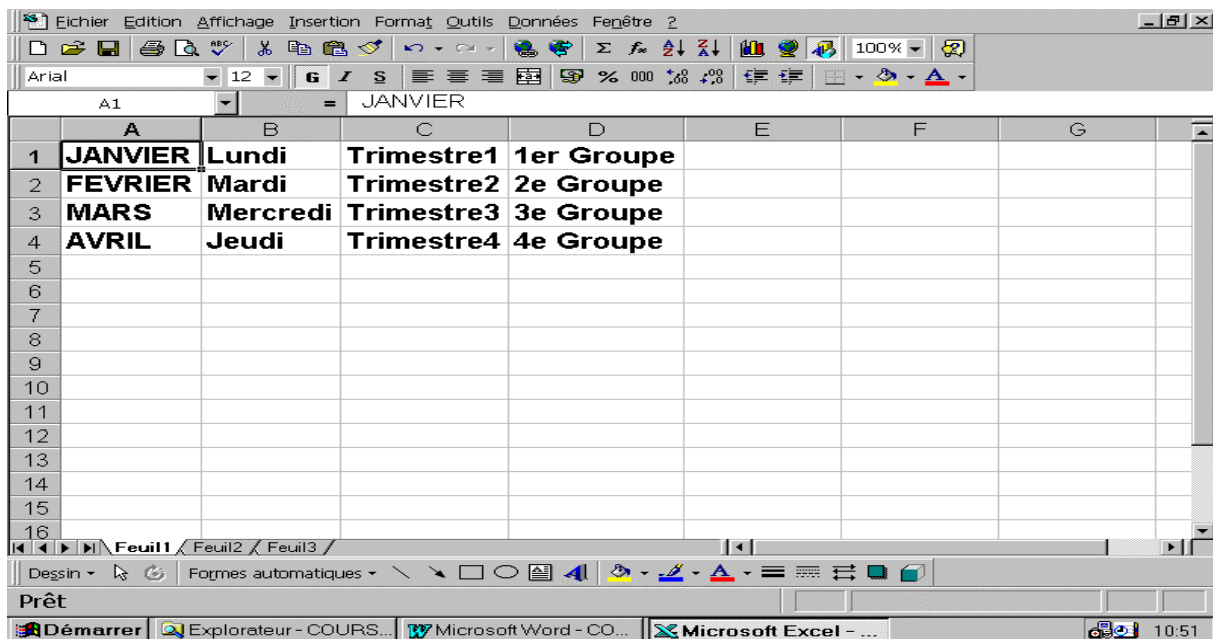 Eichier Edition Affichage Insertion Format Outils Données Fenêtre ?
100%
Arial 12 G I S % 000
A1 = JANVIER
A B C D E F G
1 JANVIER Lundi Trimestre1 1er Groupe
2 FEVRIER Mardi Trimestre2 2e Groupe
3 MARS Mercredi Trimestre3 3e Groupe
4 AVRIL Jeudi Trimestre4 4e Groupe
5
6
7
8
9
10
11
12
13
14
15
16
Feuil1 Feuil2 Feuil3
Dessin Formes automatiques
Prêt
Démarrer Explorateur - COURS... Microsoft Word - CO... Microsoft Excel - ... 10:51